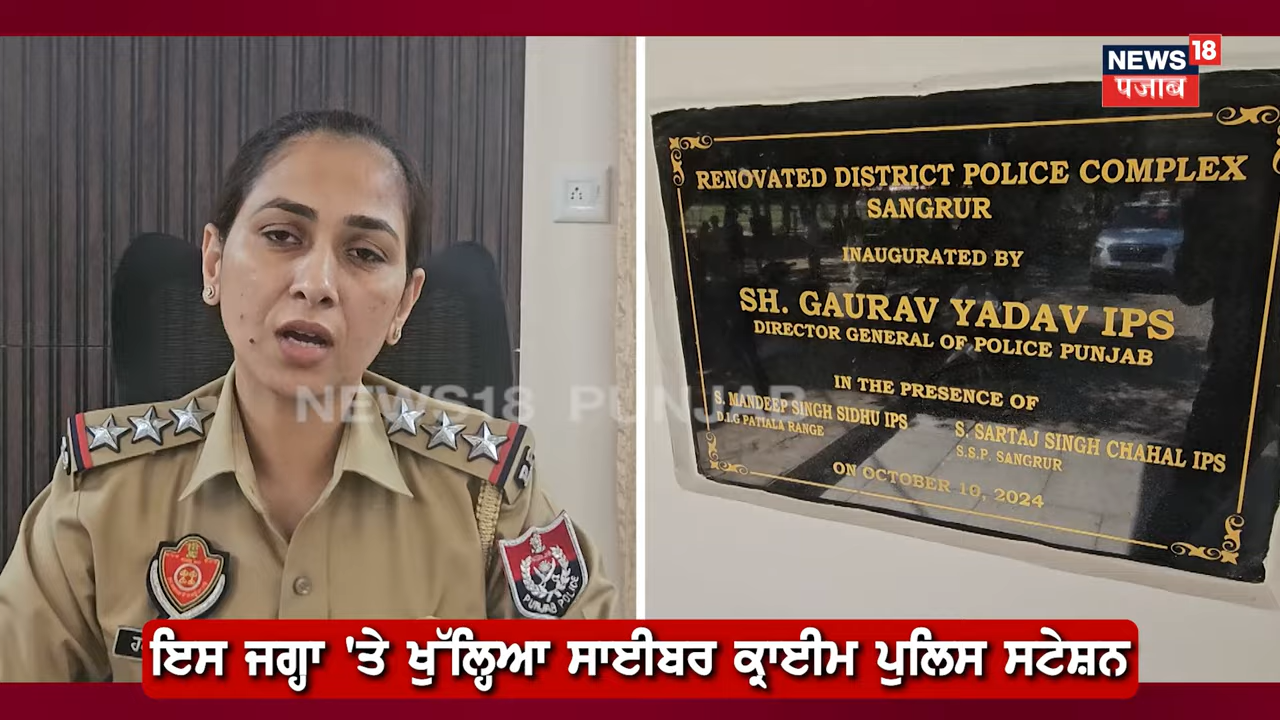 NEWS 18
ਪੰਜਾਬ
RENOVATED DISTRICT POLICE COMPLEX
SANGRUR
INAUGURATED BY
SH. GAURAV YADAV IPS
DIRECTOR GENERAL OF POLICE PUNJAB
IN THE PRESENCE OF
S. MANDEEP SINGH SIDHU IPS
D.I.G PATIALA RANGE
S. SARTAJ SINGH CHAHAL IPS
S.S.P. SANGRUR
ON OCTOBER 10, 2024
NEWS18 PUNJAB
PUNJAB POLICE
ਇਸ ਜਗ੍ਹਾ 'ਤੇ ਖੁੱਲ੍ਹਿਆ ਸਾਈਬਰ ਕ੍ਰਾਈਮ ਪੁਲਿਸ ਸਟੇਸ਼ਨ